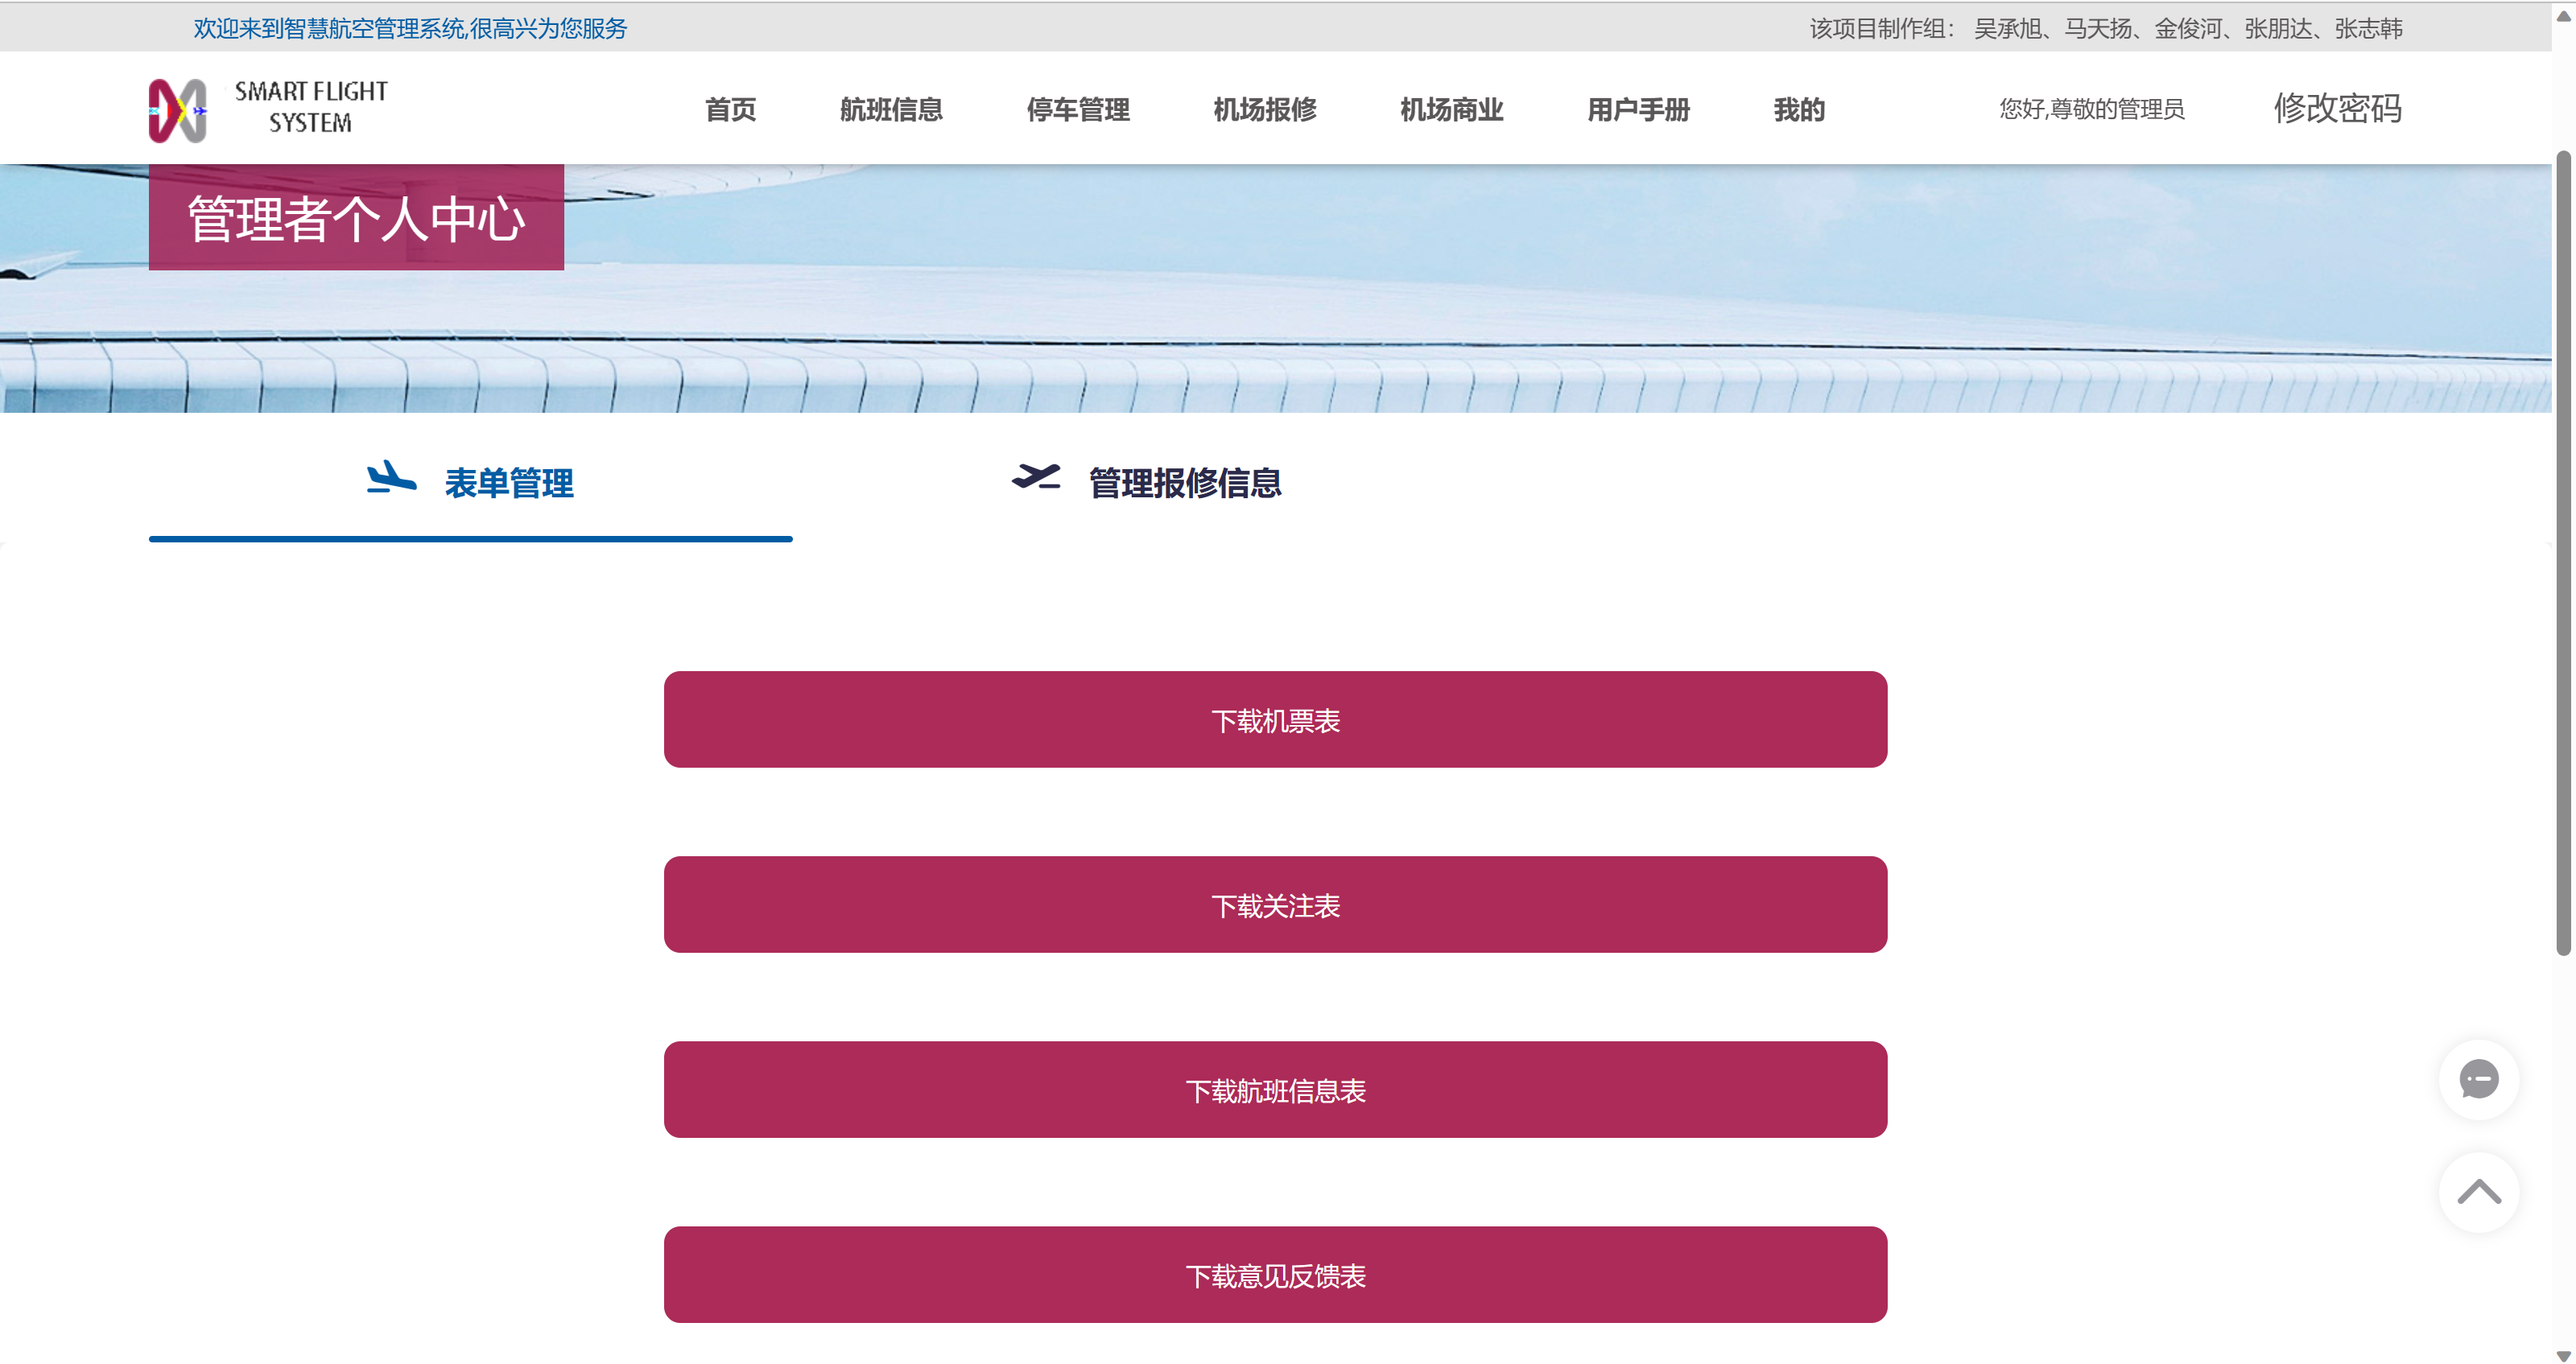 欢迎来到智慧航空管理系统,很高兴为您服务
该项目制作组： 吴承旭、马天扬、金俊河、张朋达、张志韩
SMART FLIGHT
SYSTEM
首页 航班信息 停车管理 机场报修 机场商业 用户手册 我的 您好,尊敬的管理员 修改密码
管理者个人中心
表单管理 管理报修信息
下载机票表
下载关注表
下载航班信息表
下载意见反馈表